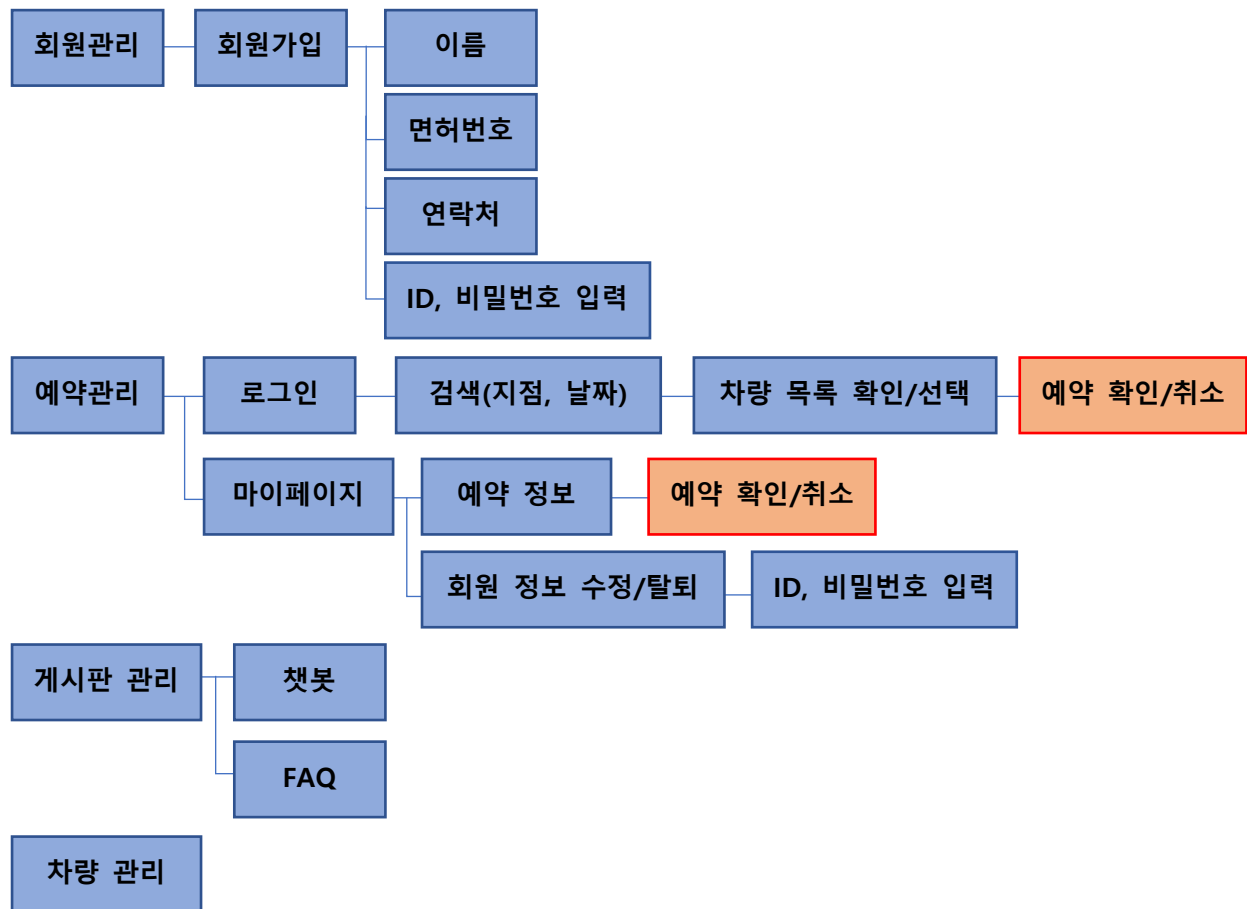 회원관리
회원가입
이름
면허번호
연락처
ID, 비밀번호 입력
예약관리
로그인
검색(지점, 날짜)
차량 목록 확인/선택
예약 확인/취소
마이페이지
예약 정보
예약 확인/취소
회원 정보 수정/탈퇴
ID, 비밀번호 입력
게시판 관리
챗봇
FAQ
차량 관리